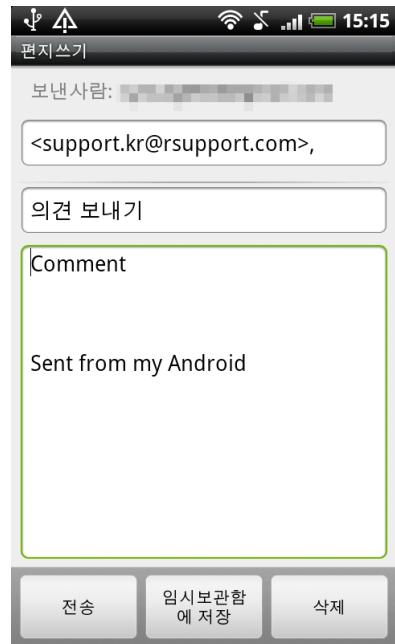 15:15
편지쓰기
보낸사람:
<support.kr@rsupport.com>,
의견 보내기
Comment
Sent from my Android
전송
임시보관함
에 저장
삭제